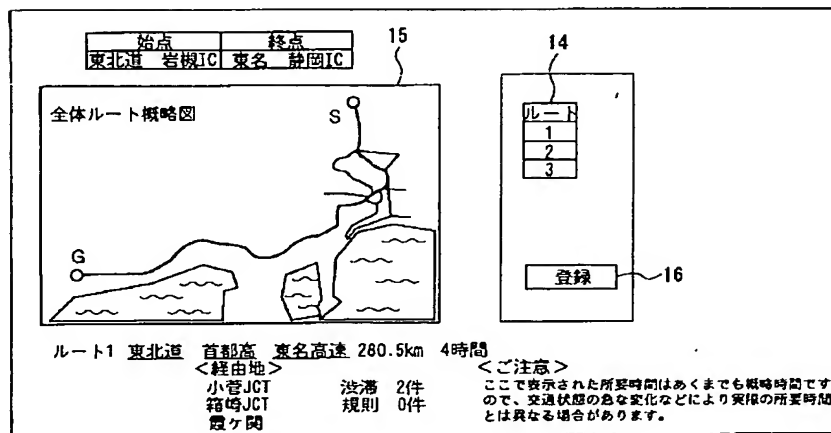 始点 終点
東北道 岩槻IC 東名 静岡IC
15
14
全体ルート概略図
S
G
ルート
1
2
3
登録
16
ルート1 東北道 首都高 東名高速 280.5km 4時間
<経由地>
小菅JCT 渋滞 2件
箱崎JCT 規則 0件
霞ヶ関
<ご注意>
ここで表示された所要時間はあくまでも概略時間です
ので、交通状態の急な変化などにより実際の所要時間
とは異なる場合があります。